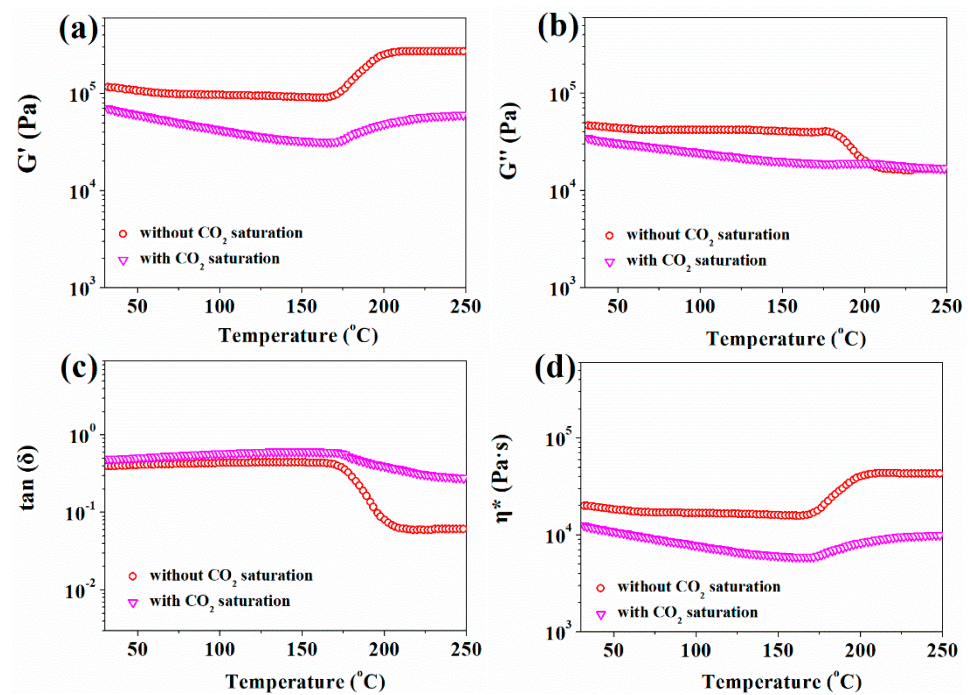 (a)
G' (Pa)
10⁵
10⁴
10³
without CO₂ saturation
with CO₂ saturation
50 100 150 200 250
Temperature (°C)
(b)
G'' (Pa)
10⁵
10⁴
10³
without CO₂ saturation
with CO₂ saturation
50 100 150 200 250
Temperature (°C)
(c)
tan (δ)
10⁰
10⁻¹
10⁻²
without CO₂ saturation
with CO₂ saturation
50 100 150 200 250
Temperature (°C)
(d)
η* (Pa·s)
10⁵
10⁴
10³
without CO₂ saturation
with CO₂ saturation
50 100 150 200 250
Temperature (°C)